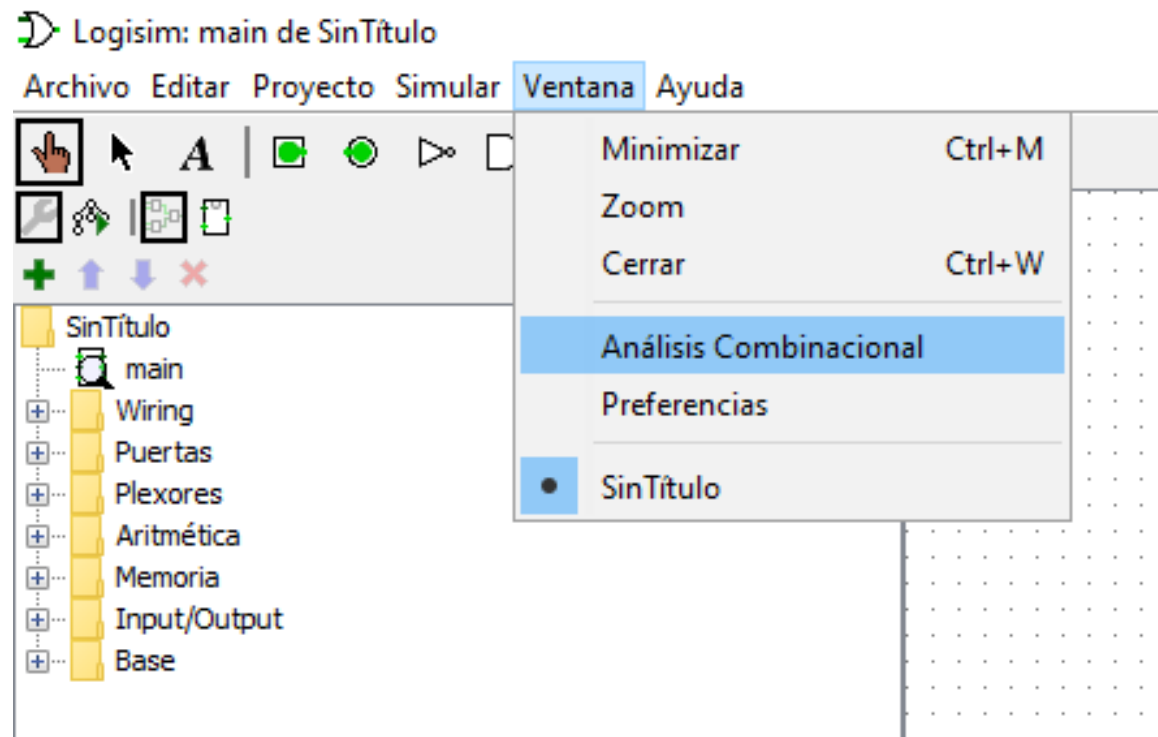 Logisim: main de SinTítulo
Archivo Editar Proyecto Simular Ventana Ayuda
A
Minimizar Ctrl+M
Zoom
Cerrar Ctrl+W
Análisis Combinacional
Preferencias
SinTítulo
SinTítulo
main
Wiring
Puertas
Plexores
Aritmética
Memoria
Input/Output
Base